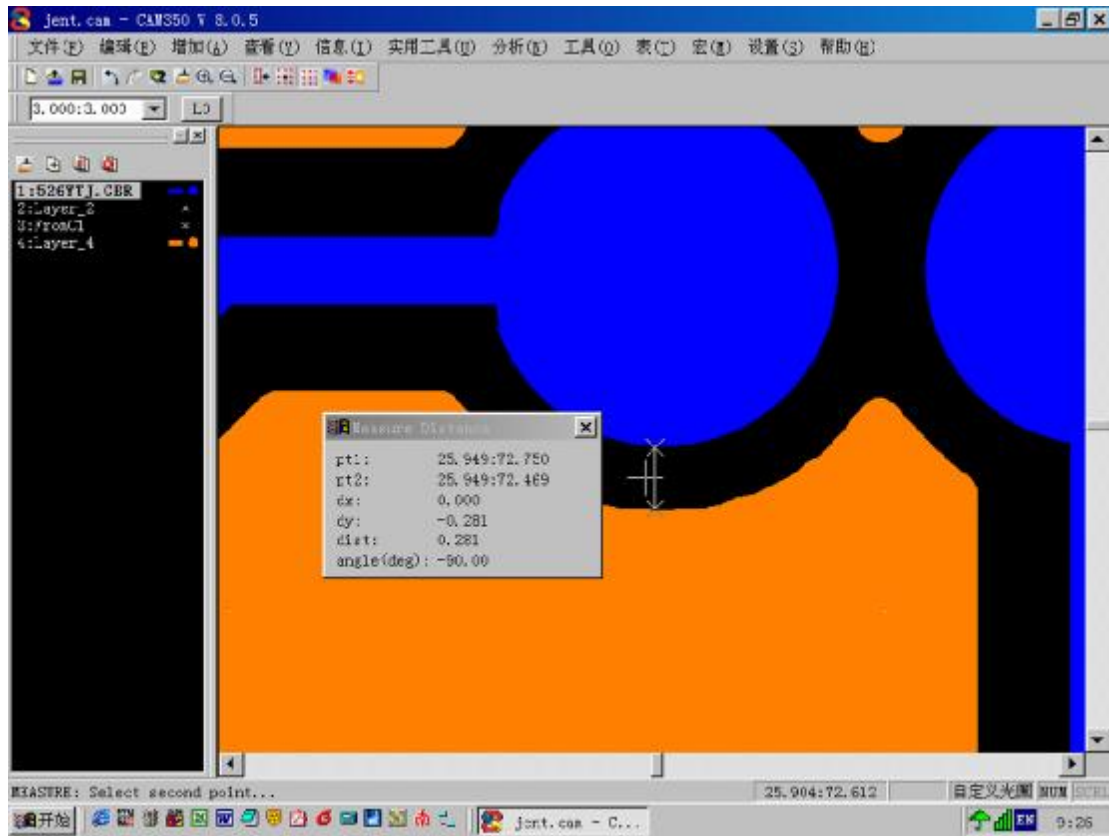 jent.cam - CAM350 V 8.0.5
文件(F) 编辑(E) 增加(A) 查看(V) 信息(I) 实用工具(U) 分析(N) 工具(O) 表(T) 宏(M) 设置(S) 帮助(H)
3.000:3.000 L0
1:526YTJ.CBR
2:Layer_2
3:FromC1
4:Layer_4
Measure Distance
pt1: 25.949:72.750
pt2: 25.949:72.469
dx: 0.000
dy: -0.281
dist: 0.281
angle(deg): -90.00
MEASURE: Select second point...
25.904:72.612
自定义光圈 NUM SCRL
开始
jent.cam - C...
EN 9:26